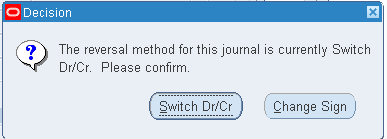 Decision
The reversal method for this journal is currently Switch
Dr/Cr.  Please confirm.
Switch Dr/Cr
Change Sign